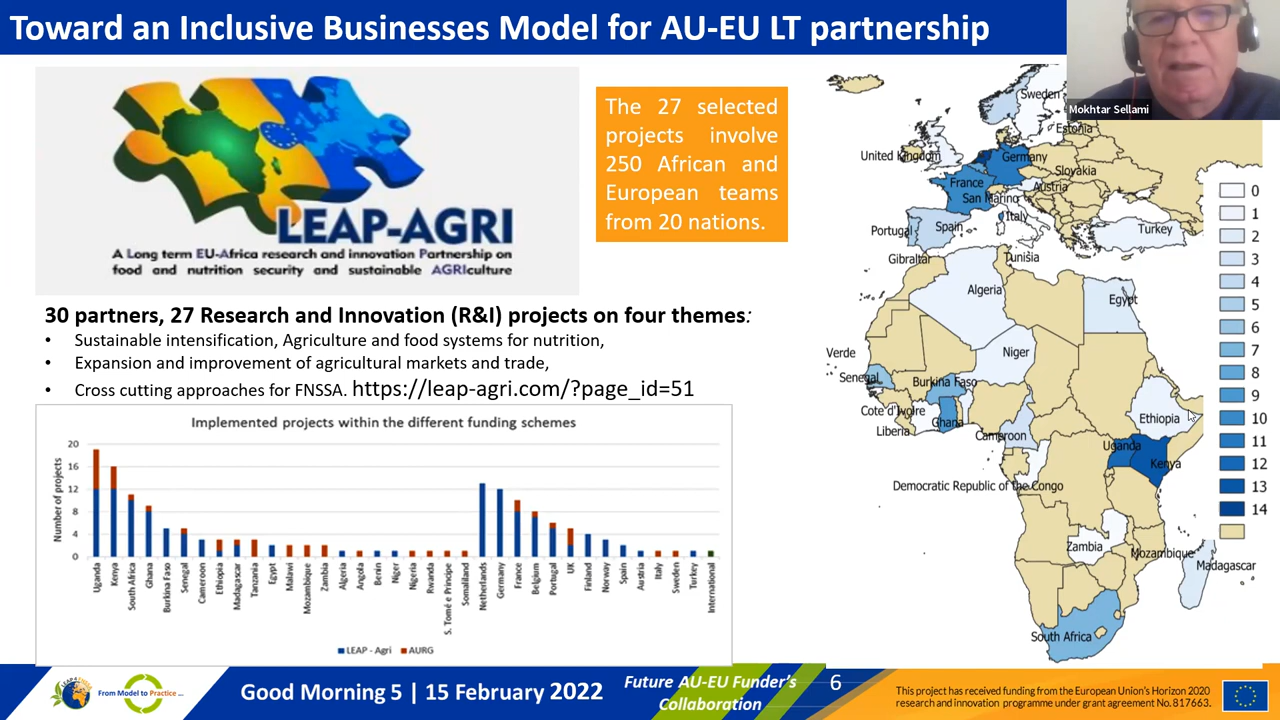 Toward an Inclusive Businesses Model for AU-EU LT partnership
Mokhtar Sellami
LEAP-AGRI
A Long term EU-Africa research and innovation Partnership on
food and nutrition security and sustainable AGRIculture
The 27 selected
projects involve
250 African and
European teams
from 20 nations.
30 partners, 27 Research and Innovation (R&I) projects on four themes:
• Sustainable intensification, Agriculture and food systems for nutrition,
• Expansion and improvement of agricultural markets and trade,
• Cross cutting approaches for FNSSA. https://leap-agri.com/?page_id=51
Implemented projects within the different funding schemes
Number of projects
20
16
12
8
4
0
Uganda
Kenya
South Africa
Ghana
Burkina Faso
Senegal
Cameroon
Ethiopia
Madagascar
Tanzania
Egypt
Malawi
Mozambique
Zambia
Algeria
Angola
Benin
Niger
Nigeria
Rwanda
S. Tomé e Principe
Somaliland
Netherlands
Germany
France
Belgium
Portugal
UK
Finland
Norway
Spain
Austria
Italy
Sweden
Turkey
International
LEAP - Agri
AURG
Sweden
Estonia
United Kingdom
Germany
Slovakia
France
Austria
San Marino
Italy
Portugal
Spain
Turkey
Gibraltar
Tunisia
Algeria
Egypt
Verde
Niger
Senegal
Burkina Faso
Cote d'Ivoire
Ghana
Ethiopia
Liberia
Cameroon
Uganda
Kenya
Democratic Republic of the Congo
Zambia
Mozambique
Madagascar
South Africa
0
1
2
3
4
5
6
7
8
9
10
11
12
13
14
From Model to Practice ...
Good Morning 5 | 15 February 2022
Future AU-EU Funder's
Collaboration
6
This project has received funding from the European Union's Horizon 2020
research and innovation programme under grant agreement No. 817663.